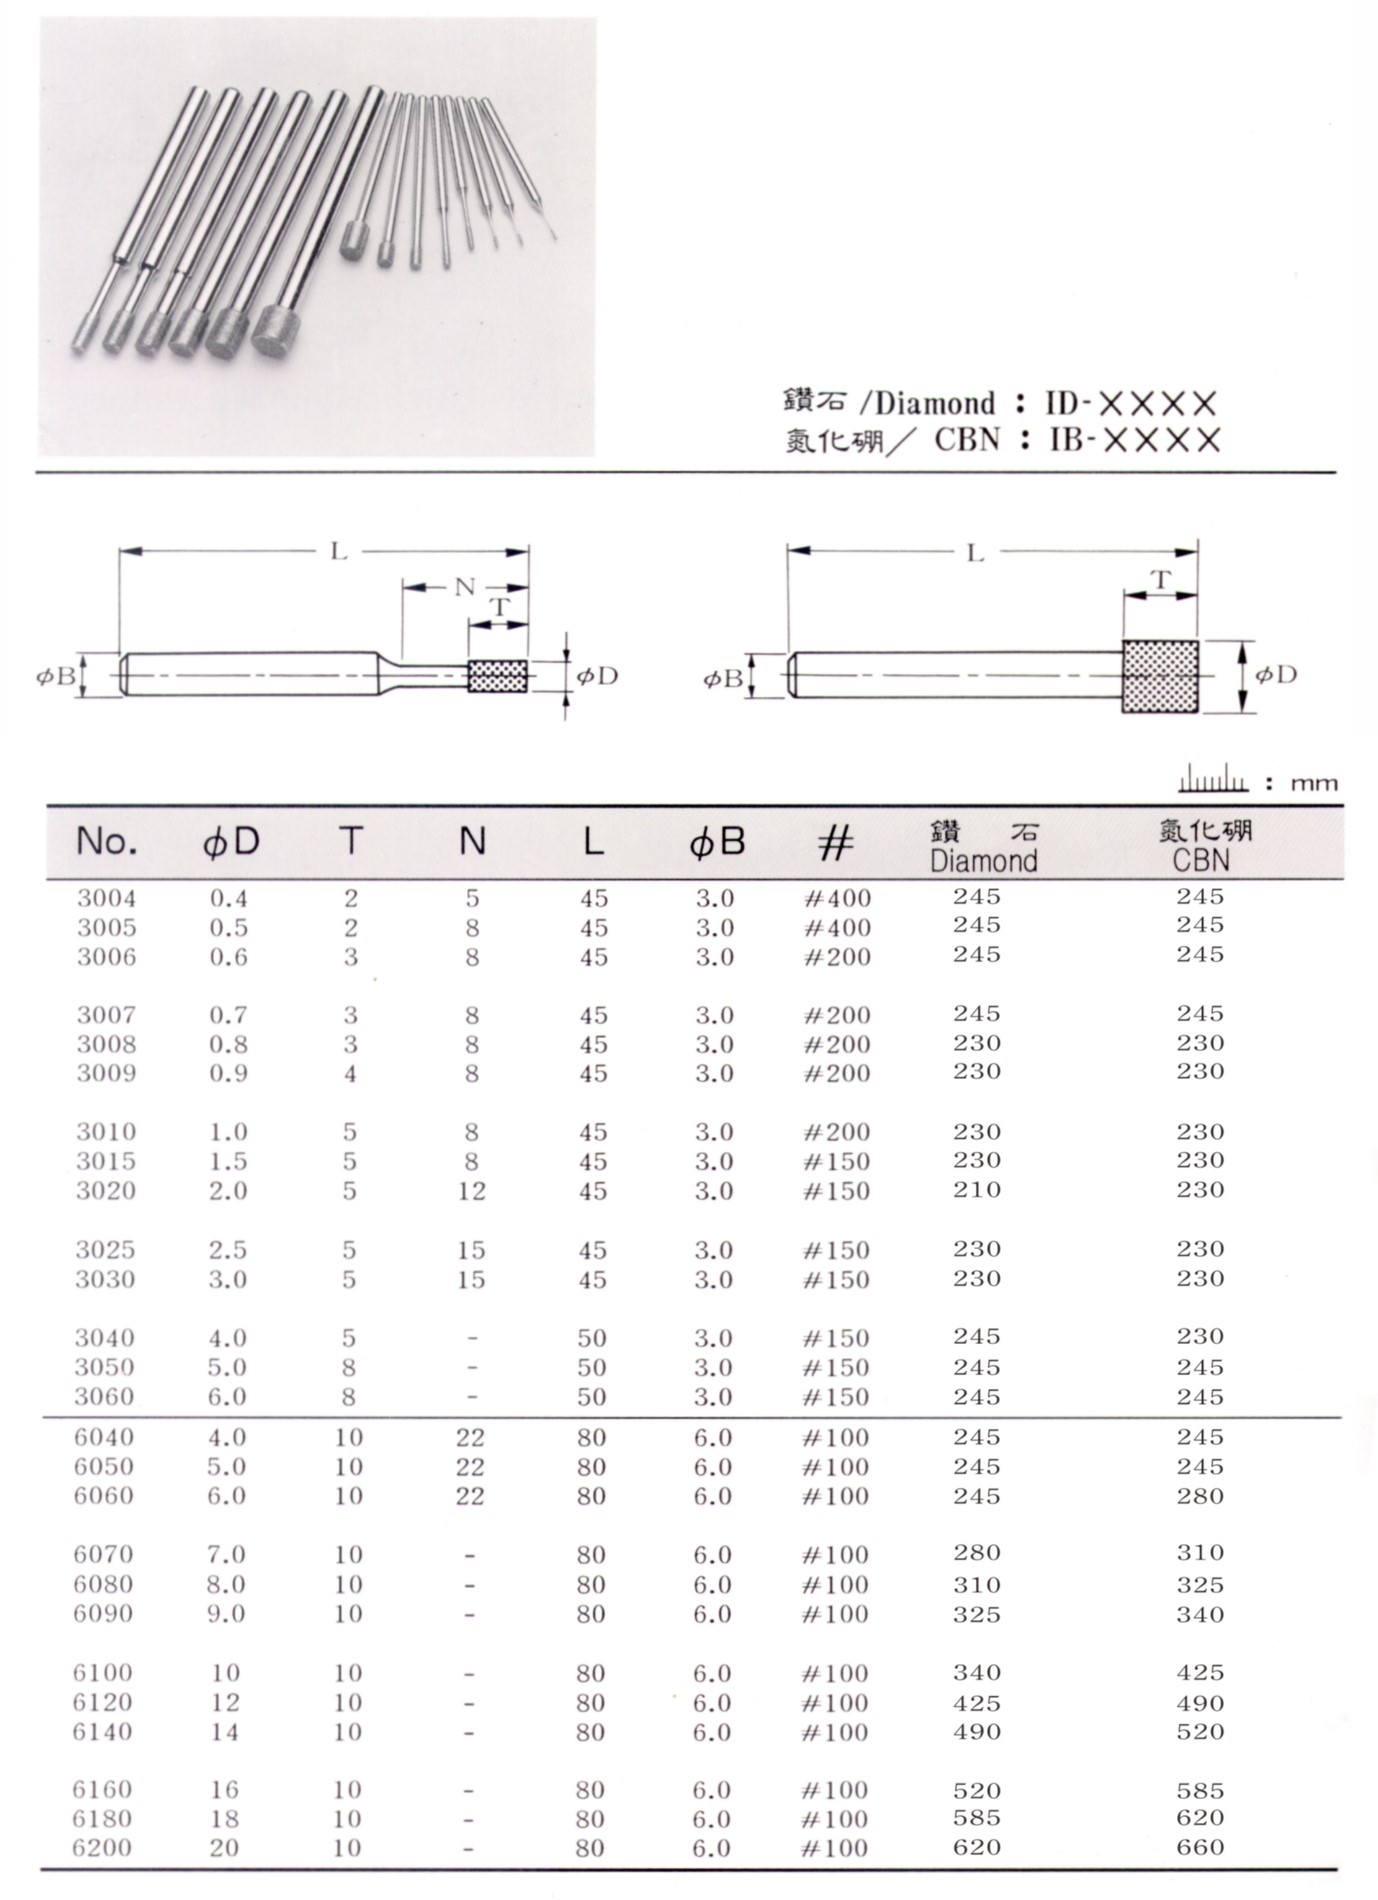 鑽石 /Diamond : ID-××××
氮化硼／ CBN : IB-××××
L
N
T
φB
φD
L
T
φB
φD
: mm
No. φD T N L φB # 鑽 石 Diamond 氮化硼 CBN
3004 0.4 2 5 45 3.0 #400 245 245
3005 0.5 2 8 45 3.0 #400 245 245
3006 0.6 3 8 45 3.0 #200 245 245
3007 0.7 3 8 45 3.0 #200 245 245
3008 0.8 3 8 45 3.0 #200 230 230
3009 0.9 4 8 45 3.0 #200 230 230
3010 1.0 5 8 45 3.0 #200 230 230
3015 1.5 5 8 45 3.0 #150 230 230
3020 2.0 5 12 45 3.0 #150 210 230
3025 2.5 5 15 45 3.0 #150 230 230
3030 3.0 5 15 45 3.0 #150 230 230
3040 4.0 5 - 50 3.0 #150 245 230
3050 5.0 8 - 50 3.0 #150 245 245
3060 6.0 8 - 50 3.0 #150 245 245
6040 4.0 10 22 80 6.0 #100 245 245
6050 5.0 10 22 80 6.0 #100 245 245
6060 6.0 10 22 80 6.0 #100 245 280
6070 7.0 10 - 80 6.0 #100 280 310
6080 8.0 10 - 80 6.0 #100 310 325
6090 9.0 10 - 80 6.0 #100 325 340
6100 10 10 - 80 6.0 #100 340 425
6120 12 10 - 80 6.0 #100 425 490
6140 14 10 - 80 6.0 #100 490 520
6160 16 10 - 80 6.0 #100 520 585
6180 18 10 - 80 6.0 #100 585 620
6200 20 10 - 80 6.0 #100 620 660